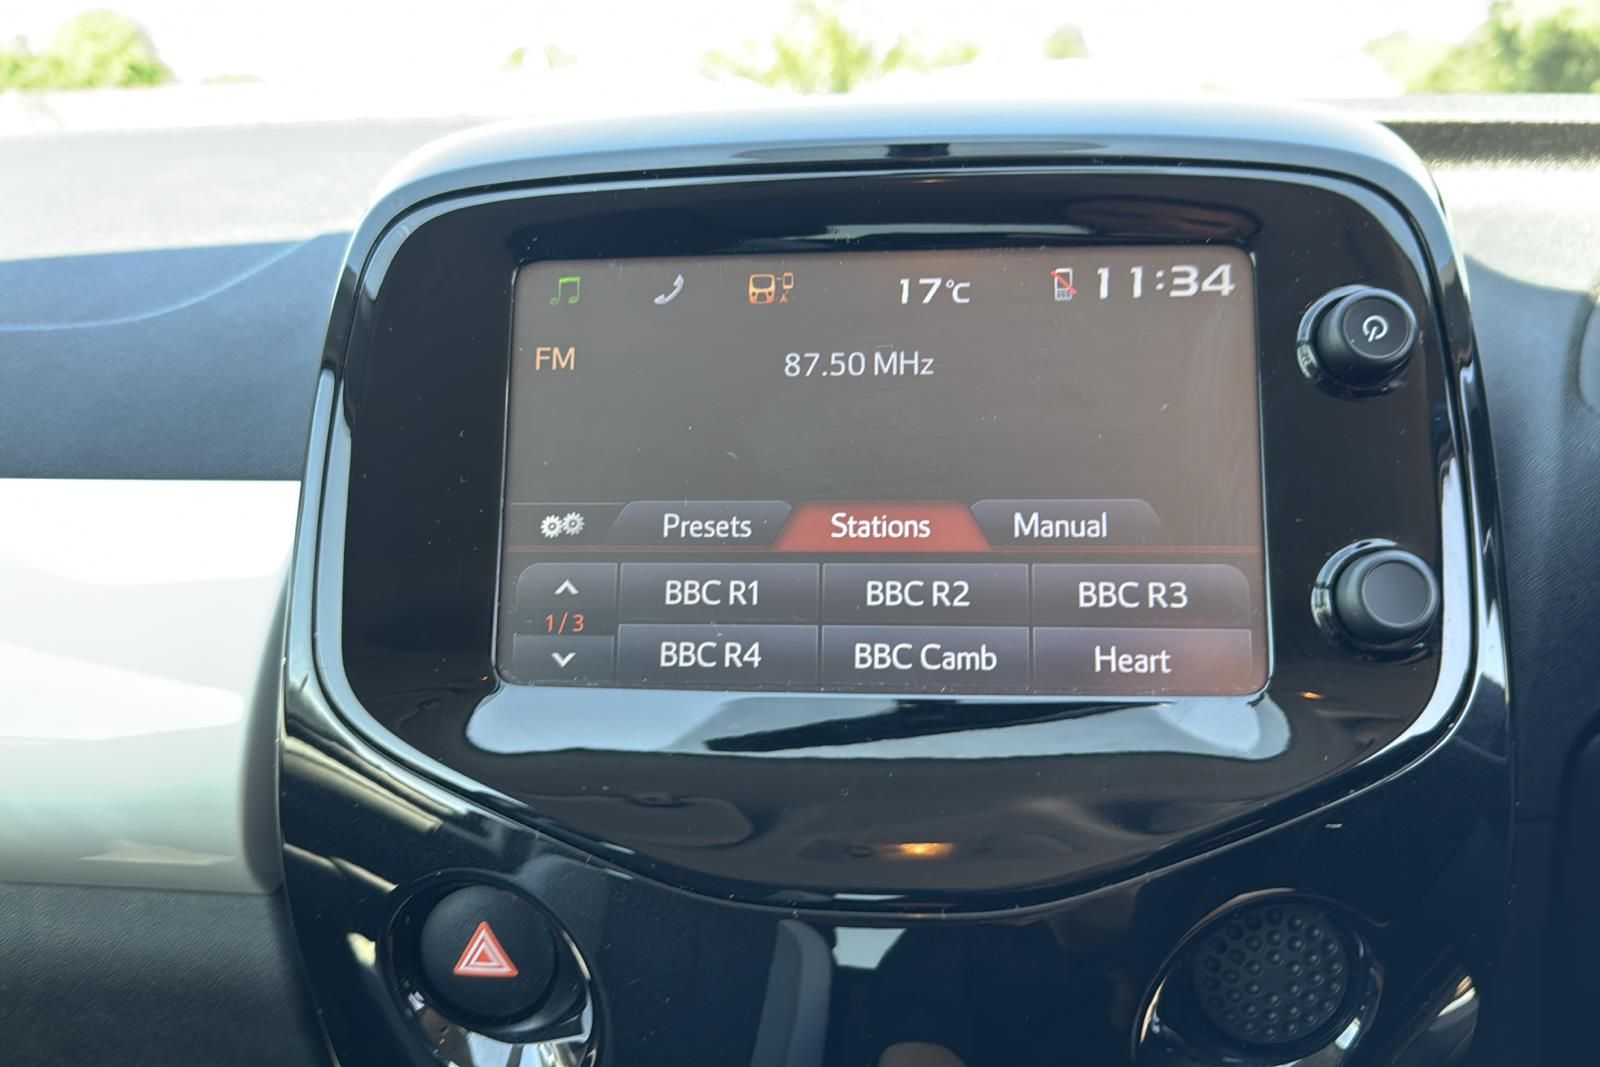 17°C 11:34
FM 87.50 MHz
Presets Stations Manual
BBC R1 BBC R2 BBC R3
1/3
BBC R4 BBC Camb Heart